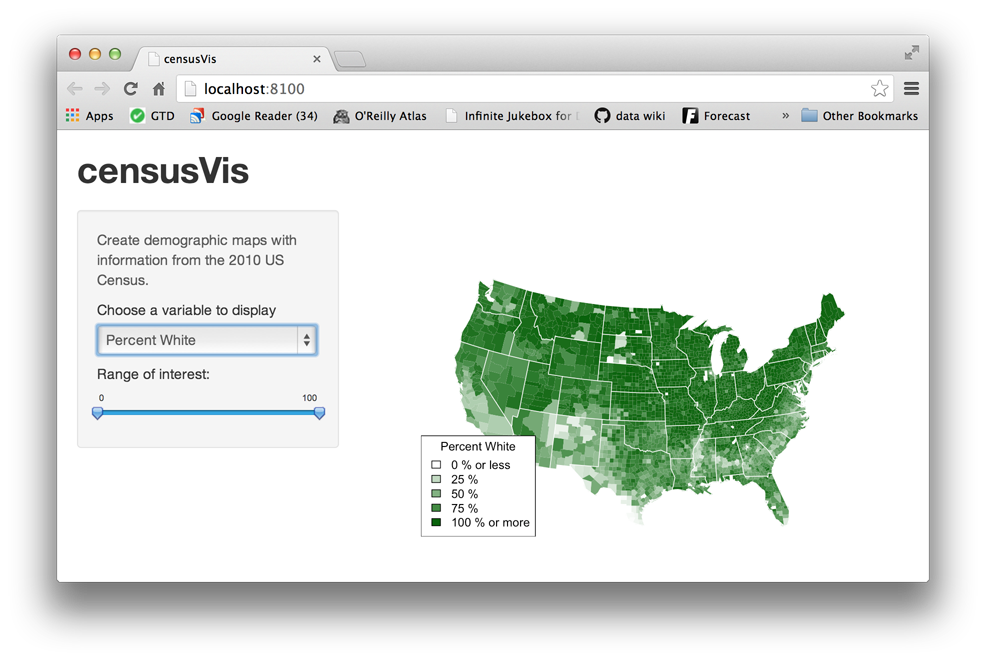 censusVis
localhost:8100
Apps GTD Google Reader (34) O'Reilly Atlas Infinite Jukebox for data wiki Forecast » Other Bookmarks
censusVis
Create demographic maps with
information from the 2010 US
Census.
Choose a variable to display
Percent White
Range of interest:
0 100
Percent White
0 % or less
25 %
50 %
75 %
100 % or more